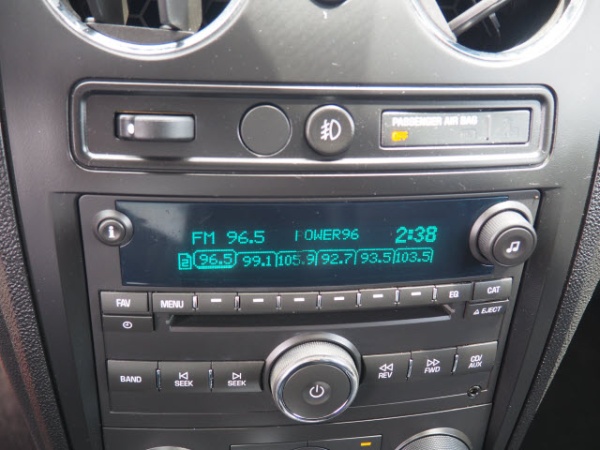 PASSENGER AIR BAG
FM 96.5 POWER96 2:38
2 96.5 99.1 105.9 92.7 93.5 103.5
FAV MENU EQ CAT
EJECT
BAND SEEK SEEK REV FWD CD/AUX